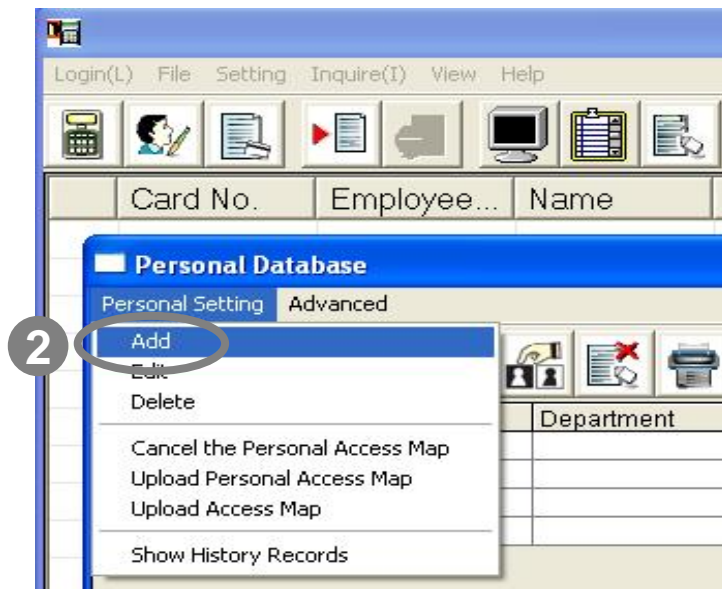 Login(L) File Setting Inquire(I) View Help
Card No. Employee... Name
Personal Database
Personal Setting Advanced
2
Add
Edit
Delete
Department
Cancel the Personal Access Map
Upload Personal Access Map
Upload Access Map
Show History Records